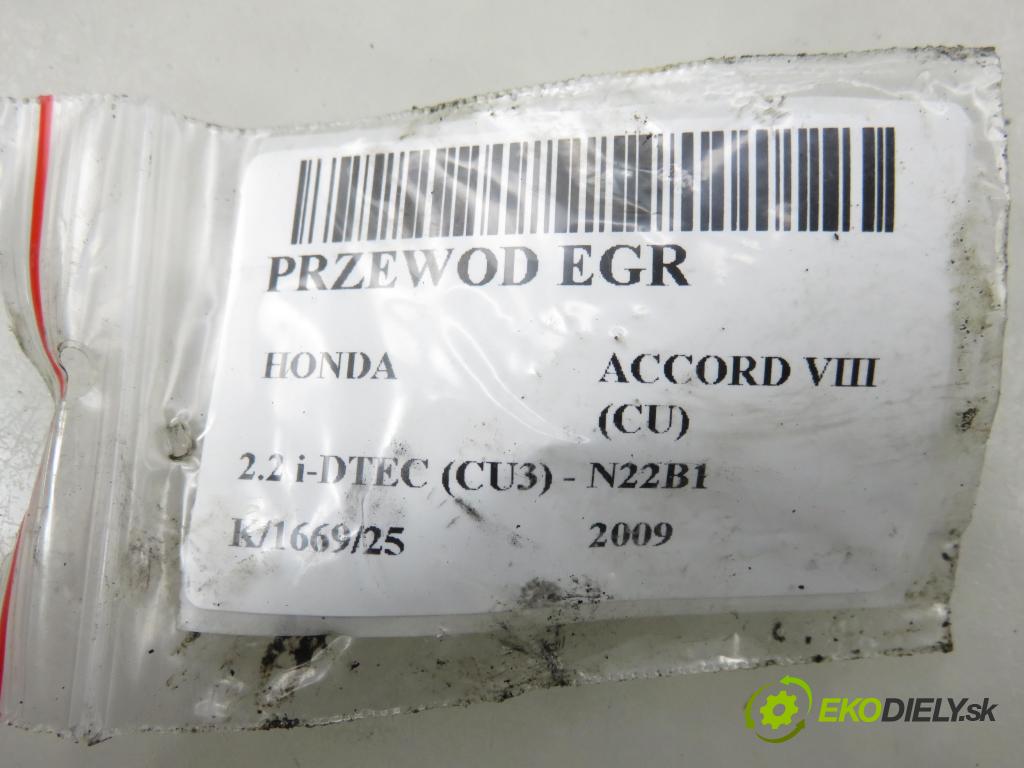 PRZEWOD EGR
HONDA ACCORD VIII
(CU)
2.2 i-DTEC (CU3) - N22B1
K/1669/25 2009
EKODIELY.sk